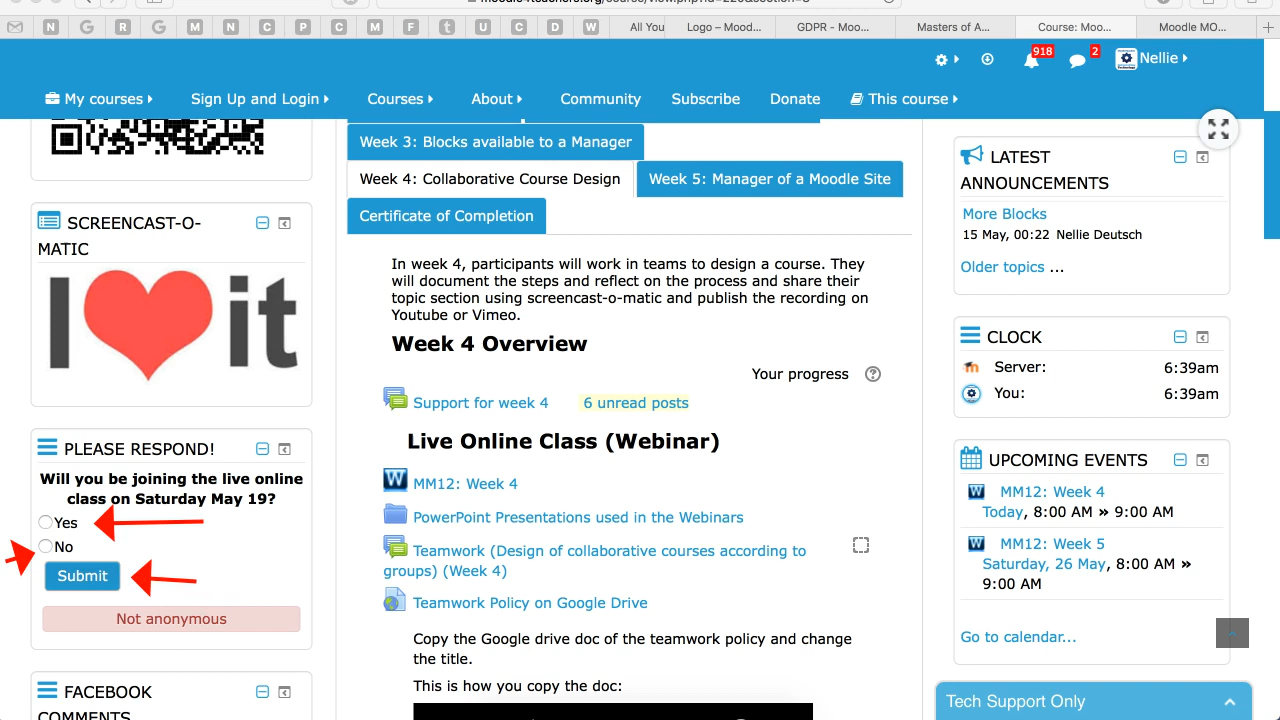 N G R G M N C P C M F t U C D W All You Logo – Mood... GDPR - Moo... Masters of A... Course: Moo... Moodle MO...
918 2 Nellie
My courses Sign Up and Login Courses About Community Subscribe Donate This course
Week 3: Blocks available to a Manager
Week 4: Collaborative Course Design Week 5: Manager of a Moodle Site
Certificate of Completion
SCREENCAST-O-
MATIC
I it
PLEASE RESPOND!
Will you be joining the live online
class on Saturday May 19?
Yes
No
Submit
Not anonymous
FACEBOOK
COMMENTS
In week 4, participants will work in teams to design a course. They
will document the steps and reflect on the process and share their
topic section using screencast-o-matic and publish the recording on
Youtube or Vimeo.
Week 4 Overview
Your progress
Support for week 4 6 unread posts
Live Online Class (Webinar)
MM12: Week 4
PowerPoint Presentations used in the Webinars
Teamwork (Design of collaborative courses according to
groups) (Week 4)
Teamwork Policy on Google Drive
Copy the Google drive doc of the teamwork policy and change
the title.
This is how you copy the doc:
LATEST
ANNOUNCEMENTS
More Blocks
15 May, 00:22 Nellie Deutsch
Older topics ...
CLOCK
Server: 6:39am
You: 6:39am
UPCOMING EVENTS
MM12: Week 4
Today, 8:00 AM » 9:00 AM
MM12: Week 5
Saturday, 26 May, 8:00 AM »
9:00 AM
Go to calendar...
Tech Support Only